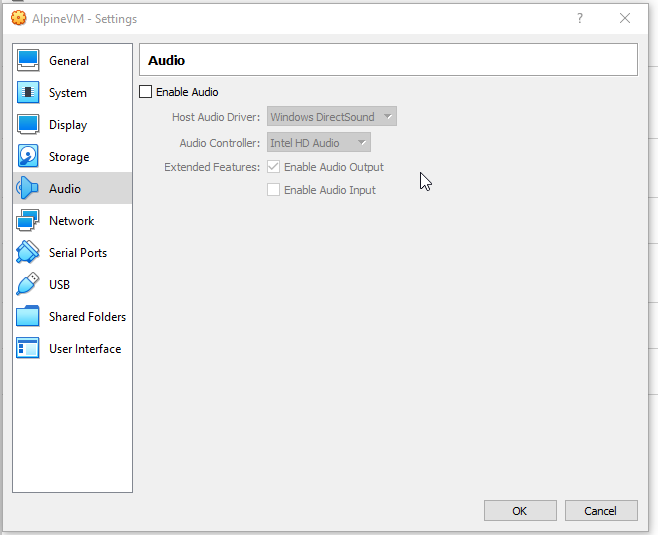 AlpineVM - Settings
?
General
System
Display
Storage
Audio
Network
Serial Ports
USB
Shared Folders
User Interface
Audio
Enable Audio
Host Audio Driver: Windows DirectSound
Audio Controller: Intel HD Audio
Extended Features: Enable Audio Output
Enable Audio Input
OK Cancel